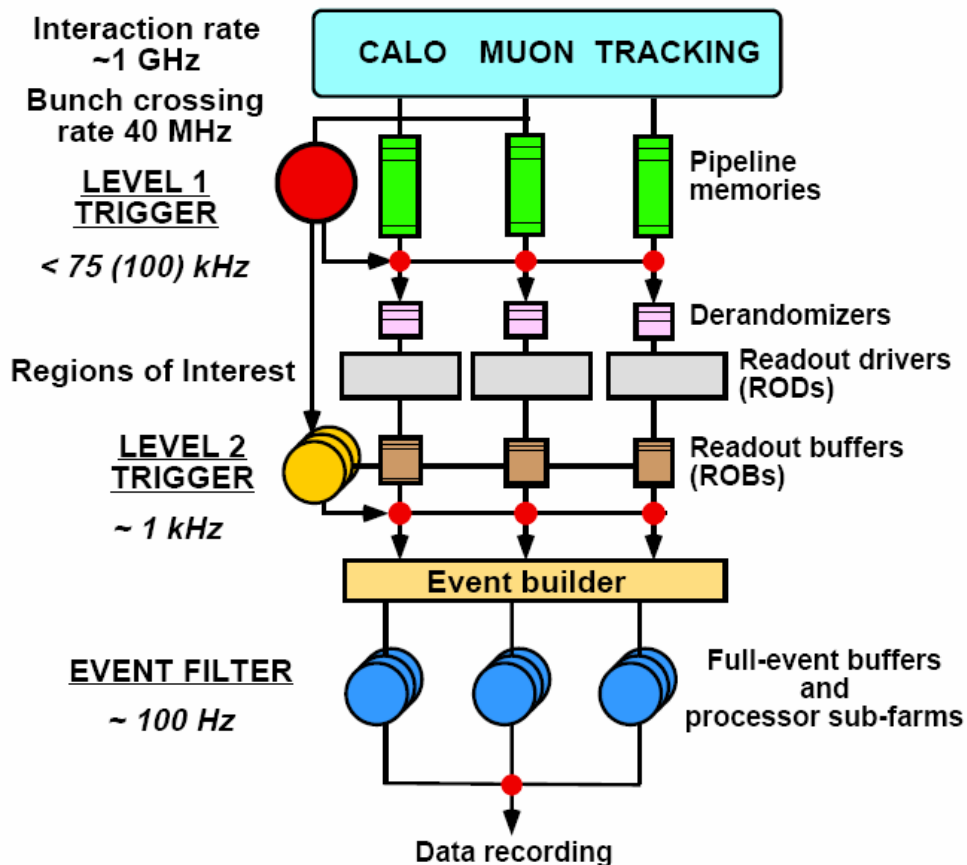 Interaction rate
~1 GHz
CALO MUON TRACKING
Bunch crossing
rate 40 MHz
LEVEL 1
TRIGGER
Pipeline
memories
< 75 (100) kHz
Derandomizers
Regions of Interest
Readout drivers
(RODs)
LEVEL 2
TRIGGER
Readout buffers
(ROBs)
~ 1 kHz
Event builder
EVENT FILTER
~ 100 Hz
Full-event buffers
and
processor sub-farms
Data recording